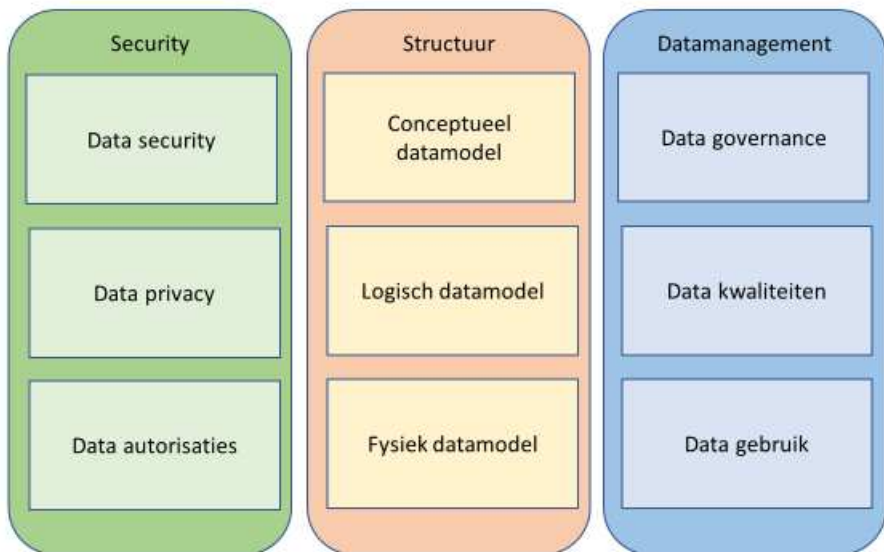 Security
Data security
Data privacy
Data autorisaties
Structuur
Conceptueel
datamodel
Logisch datamodel
Fysiek datamodel
Datamanagement
Data governance
Data kwaliteiten
Data gebruik